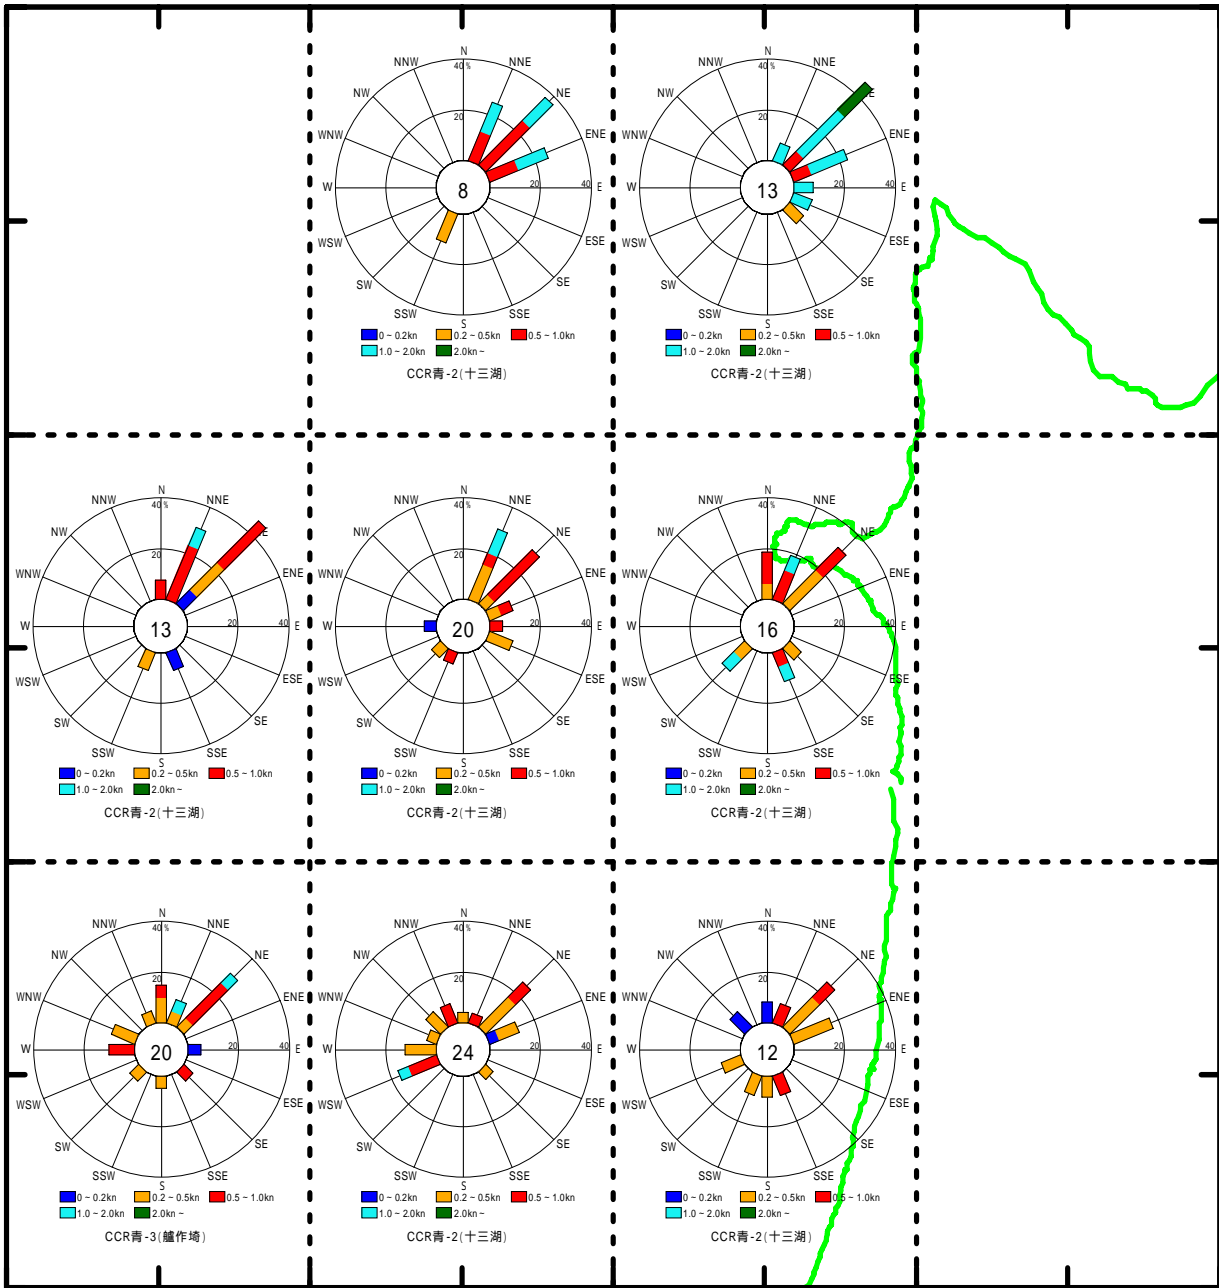 N
NNW NNE
40 %
NW NE
20
WNW ENE
W 8 20 40 E
WSW ESE
SW SE
SSW SSE
S
0 ~ 0.2kn 0.2 ~ 0.5kn 0.5 ~ 1.0kn
1.0 ~ 2.0kn 2.0kn ~
CCR青-2(十三湖)
N
NNW NNE
40 %
NW E
20
WNW ENE
W 13 20 40 E
WSW ESE
SW SE
SSW SSE
S
0 ~ 0.2kn 0.2 ~ 0.5kn 0.5 ~ 1.0kn
1.0 ~ 2.0kn 2.0kn ~
CCR青-2(十三湖)
N
NNW NNE
40 %
NW E
20
WNW ENE
W 13 20 40 E
WSW ESE
SW SE
SSW SSE
S
0 ~ 0.2kn 0.2 ~ 0.5kn 0.5 ~ 1.0kn
1.0 ~ 2.0kn 2.0kn ~
CCR青-2(十三湖)
N
NNW NNE
40 %
NW NE
20
WNW ENE
W 20 20 40 E
WSW ESE
SW SE
SSW SSE
S
0 ~ 0.2kn 0.2 ~ 0.5kn 0.5 ~ 1.0kn
1.0 ~ 2.0kn 2.0kn ~
CCR青-2(十三湖)
N
NNW NNE
40 %
NW NE
20
WNW ENE
W 16 20 40 E
WSW ESE
SW SE
SSW SSE
S
0 ~ 0.2kn 0.2 ~ 0.5kn 0.5 ~ 1.0kn
1.0 ~ 2.0kn 2.0kn ~
CCR青-2(十三湖)
N
NNW NNE
40 %
NW NE
20
WNW ENE
W 20 20 40 E
WSW ESE
SW SE
SSW SSE
S
0 ~ 0.2kn 0.2 ~ 0.5kn 0.5 ~ 1.0kn
1.0 ~ 2.0kn 2.0kn ~
CCR青-3(艫作埼)
N
NNW NNE
40 %
NW NE
20
WNW ENE
W 24 20 40 E
WSW ESE
SW SE
SSW SSE
S
0 ~ 0.2kn 0.2 ~ 0.5kn 0.5 ~ 1.0kn
1.0 ~ 2.0kn 2.0kn ~
CCR青-2(十三湖)
N
NNW NNE
40 %
NW NE
20
WNW ENE
W 12 20 40 E
WSW ESE
SW SE
SSW SSE
S
0 ~ 0.2kn 0.2 ~ 0.5kn 0.5 ~ 1.0kn
1.0 ~ 2.0kn 2.0kn ~
CCR青-2(十三湖)